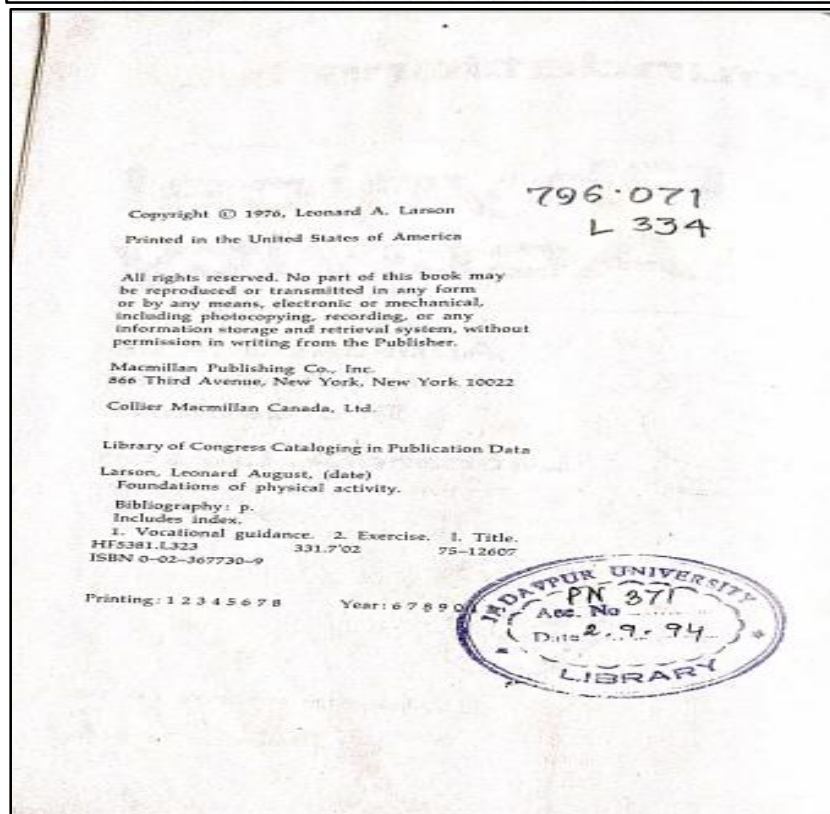 796.071
L 334
Copyright © 1976, Leonard A. Larson
Printed in the United States of America
All rights reserved. No part of this book may
be reproduced or transmitted in any form
or by any means, electronic or mechanical,
including photocopying, recording, or any
information storage and retrieval system, without
permission in writing from the Publisher.
Macmillan Publishing Co., Inc.
866 Third Avenue, New York, New York 10022
Collier Macmillan Canada, Ltd.
Library of Congress Cataloging in Publication Data
Larson, Leonard August, (date)
Foundations of physical activity.
Bibliography: p.
Includes index.
1. Vocational guidance. 2. Exercise. I. Title.
HF5381.L323 331.7'02 75-12607
ISBN 0-02-367730-9
Printing: 1 2 3 4 5 6 7 8 Year: 6 7 8 9 0
JADAVPUR UNIVERSITY
PN 371
Acc. No
Date 2.9.94
LIBRARY